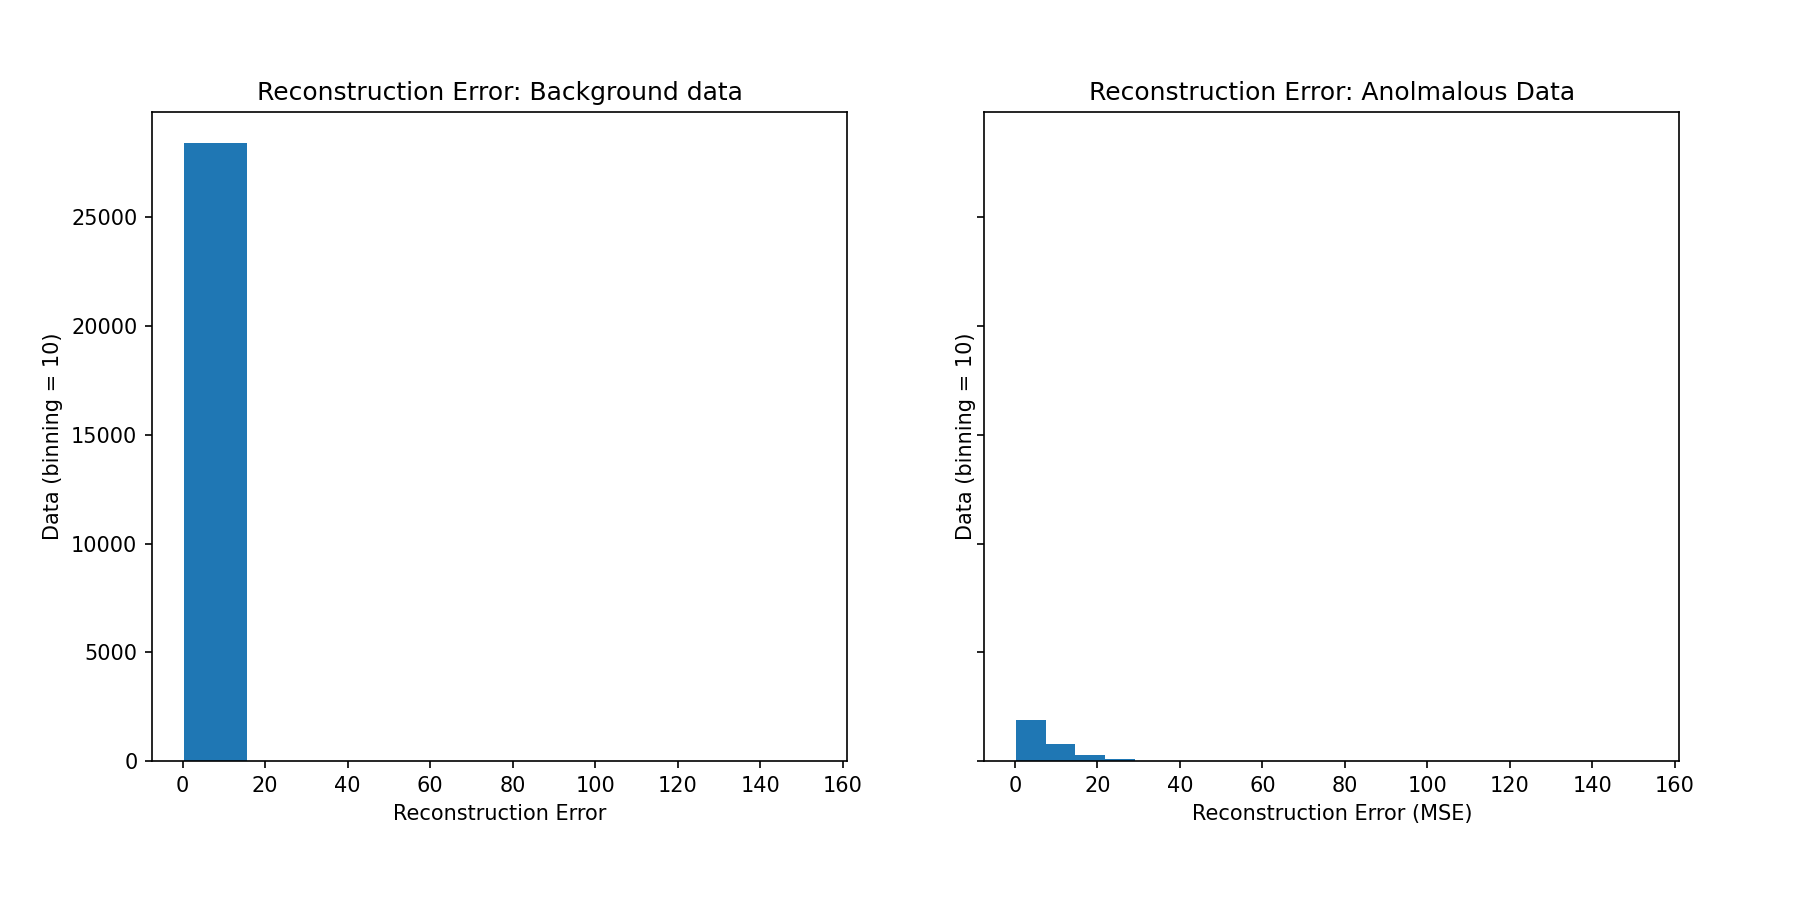 Reconstruction Error: Background data
25000
20000
15000
10000
5000
0
Data (binning = 10)
0 20 40 60 80 100 120 140 160
Reconstruction Error
Reconstruction Error: Anolmalous Data
Data (binning = 10)
0 20 40 60 80 100 120 140 160
Reconstruction Error (MSE)